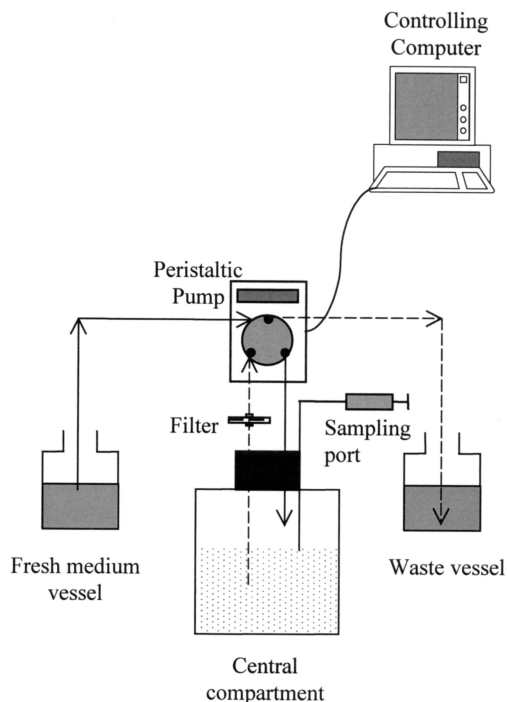 Controlling
Computer
Peristaltic
Pump
Filter
Sampling
port
Fresh medium
vessel
Waste vessel
Central
compartment